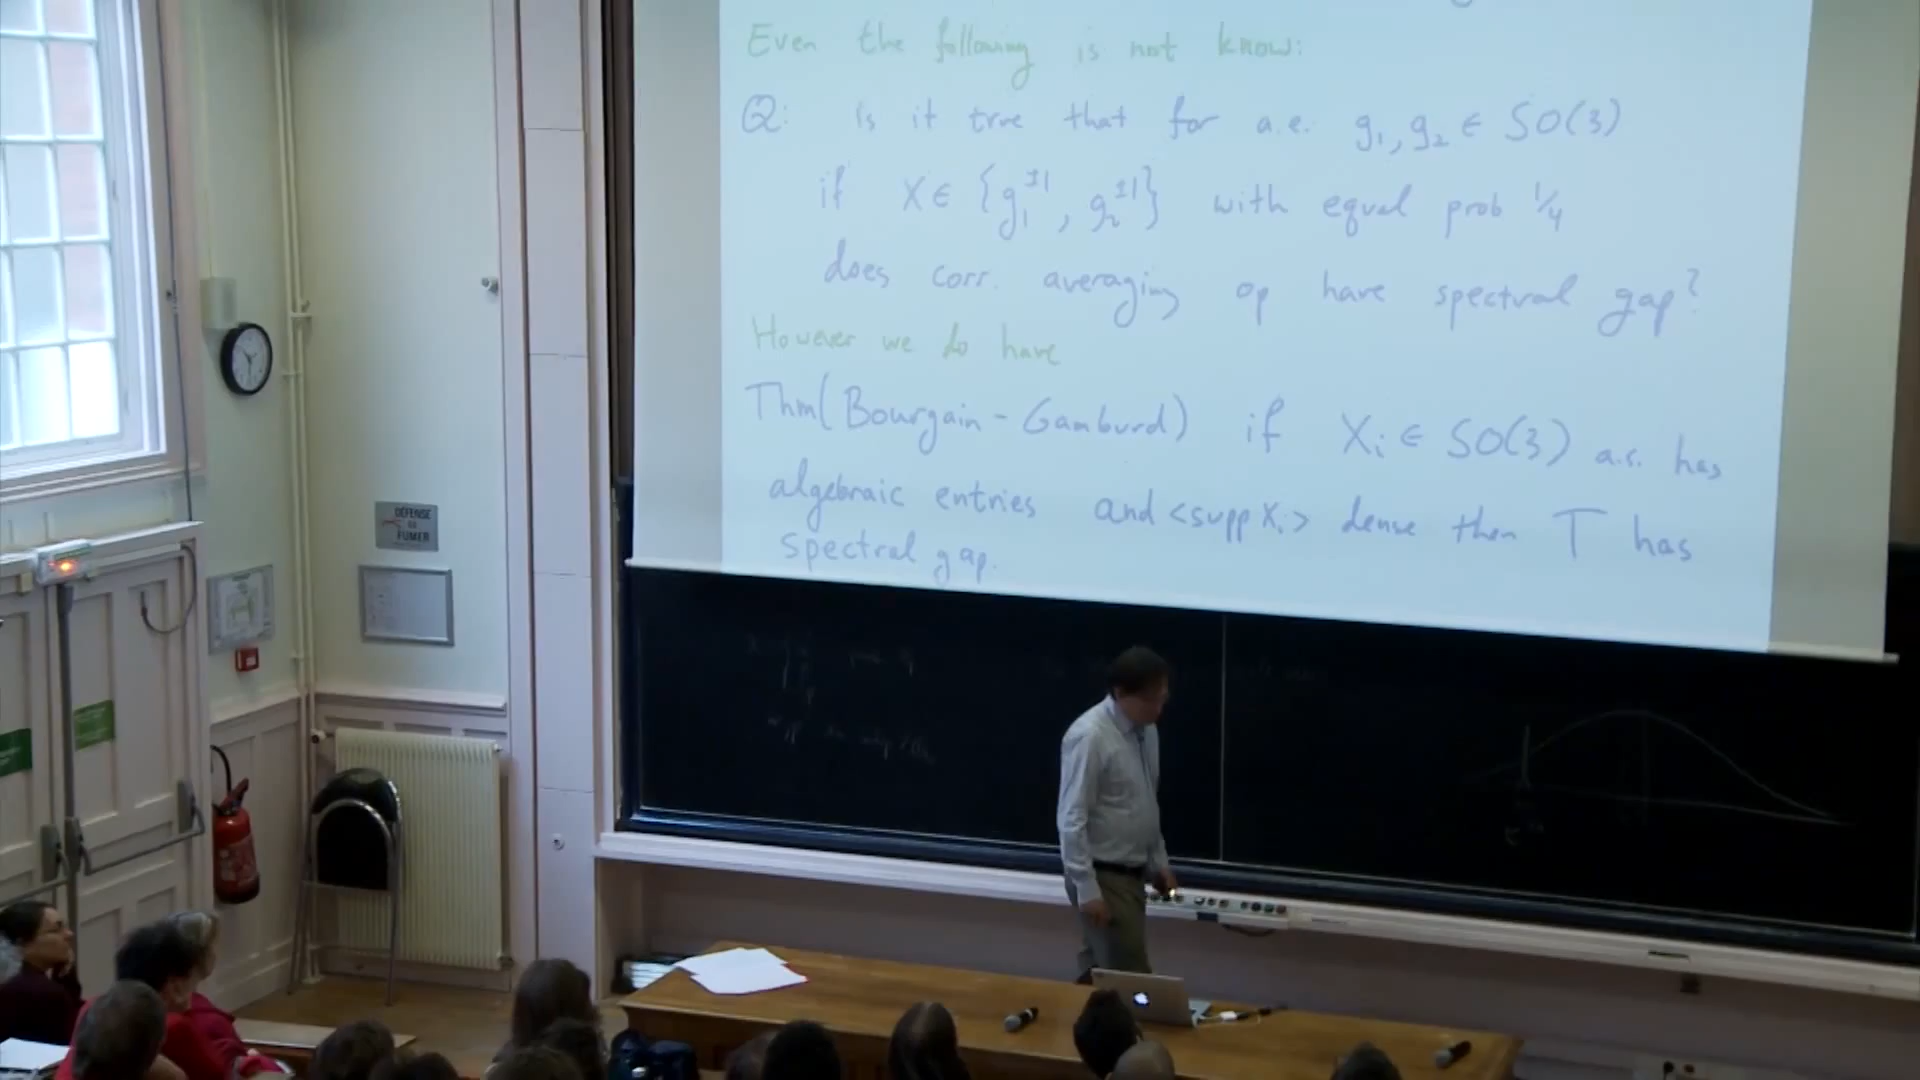 Even the following is not know:
Q: is it true that for a.e. g₁, g₂ ∈ SO(3)
if X ∈ {g₁^±1, g₂^±1} with equal prob 1/4
does corr. averaging op have spectral gap?
However we do have
Thm (Bourgain - Gamburd) if Xᵢ ∈ SO(3) a.s. has
algebraic entries and <supp Xᵢ> dense then T has
spectral gap.
DÉFENSE
DE
FUMER